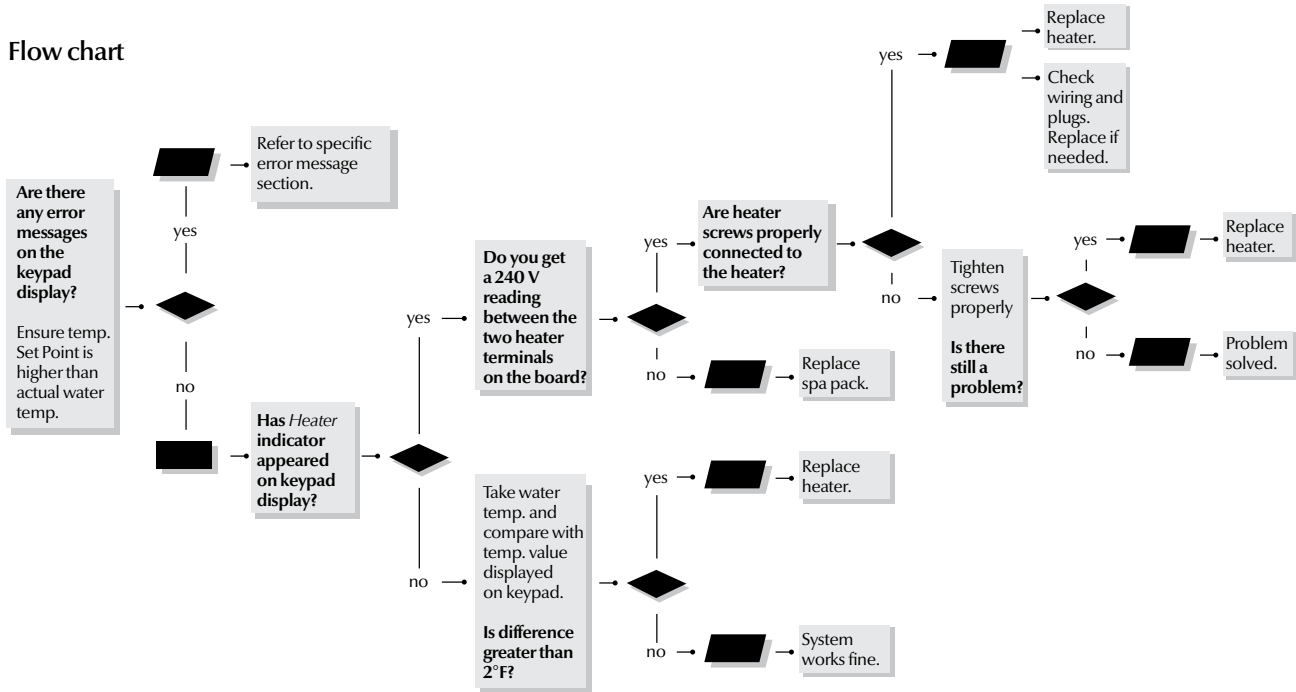 Flow chart
Are there
any error
messages
on the
keypad
display?
Ensure temp.
Set Point is
higher than
actual water
temp.
yes
Refer to specific
error message
section.
no
Has Heater
indicator
appeared
on keypad
display?
yes
Do you get
a 240 V
reading
between the
two heater
terminals
on the board?
yes
Are heater
screws properly
connected to
the heater?
yes
Replace
heater.
Check
wiring and
plugs.
Replace if
needed.
no
Tighten
screws
properly
Is there
still a
problem?
yes
Replace
heater.
no
Problem
solved.
no
Replace
spa pack.
no
Take water
temp. and
compare with
temp. value
displayed
on keypad.
Is difference
greater than
2°F?
yes
Replace
heater.
no
System
works fine.